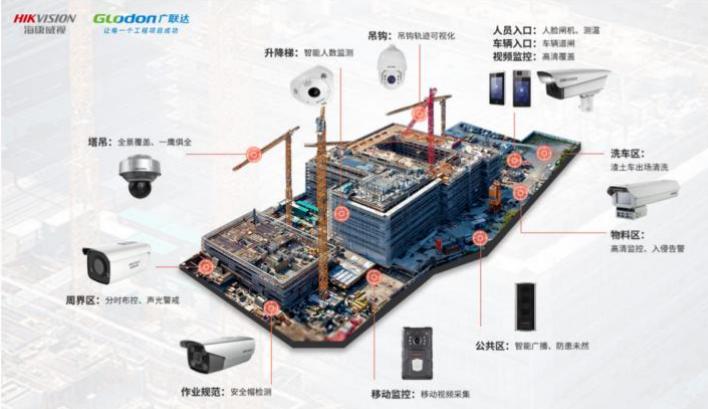 HIKVISION
海康威视
GLODON广联达
让每一个工程项目成功
吊钩：吊钩轨迹可视化
升降梯：智能人数监测
人员入口：人脸闸机、测温
车辆入口：车辆道闸
视频监控：高清覆盖
塔吊：全景覆盖、一鹰俱全
洗车区：
渣土车出场清洗
物料区：
高清监控、入侵告警
周界区：分时布控、声光警戒
公共区：智能广播、防患未然
作业规范：安全帽检测
移动监控：移动视频采集